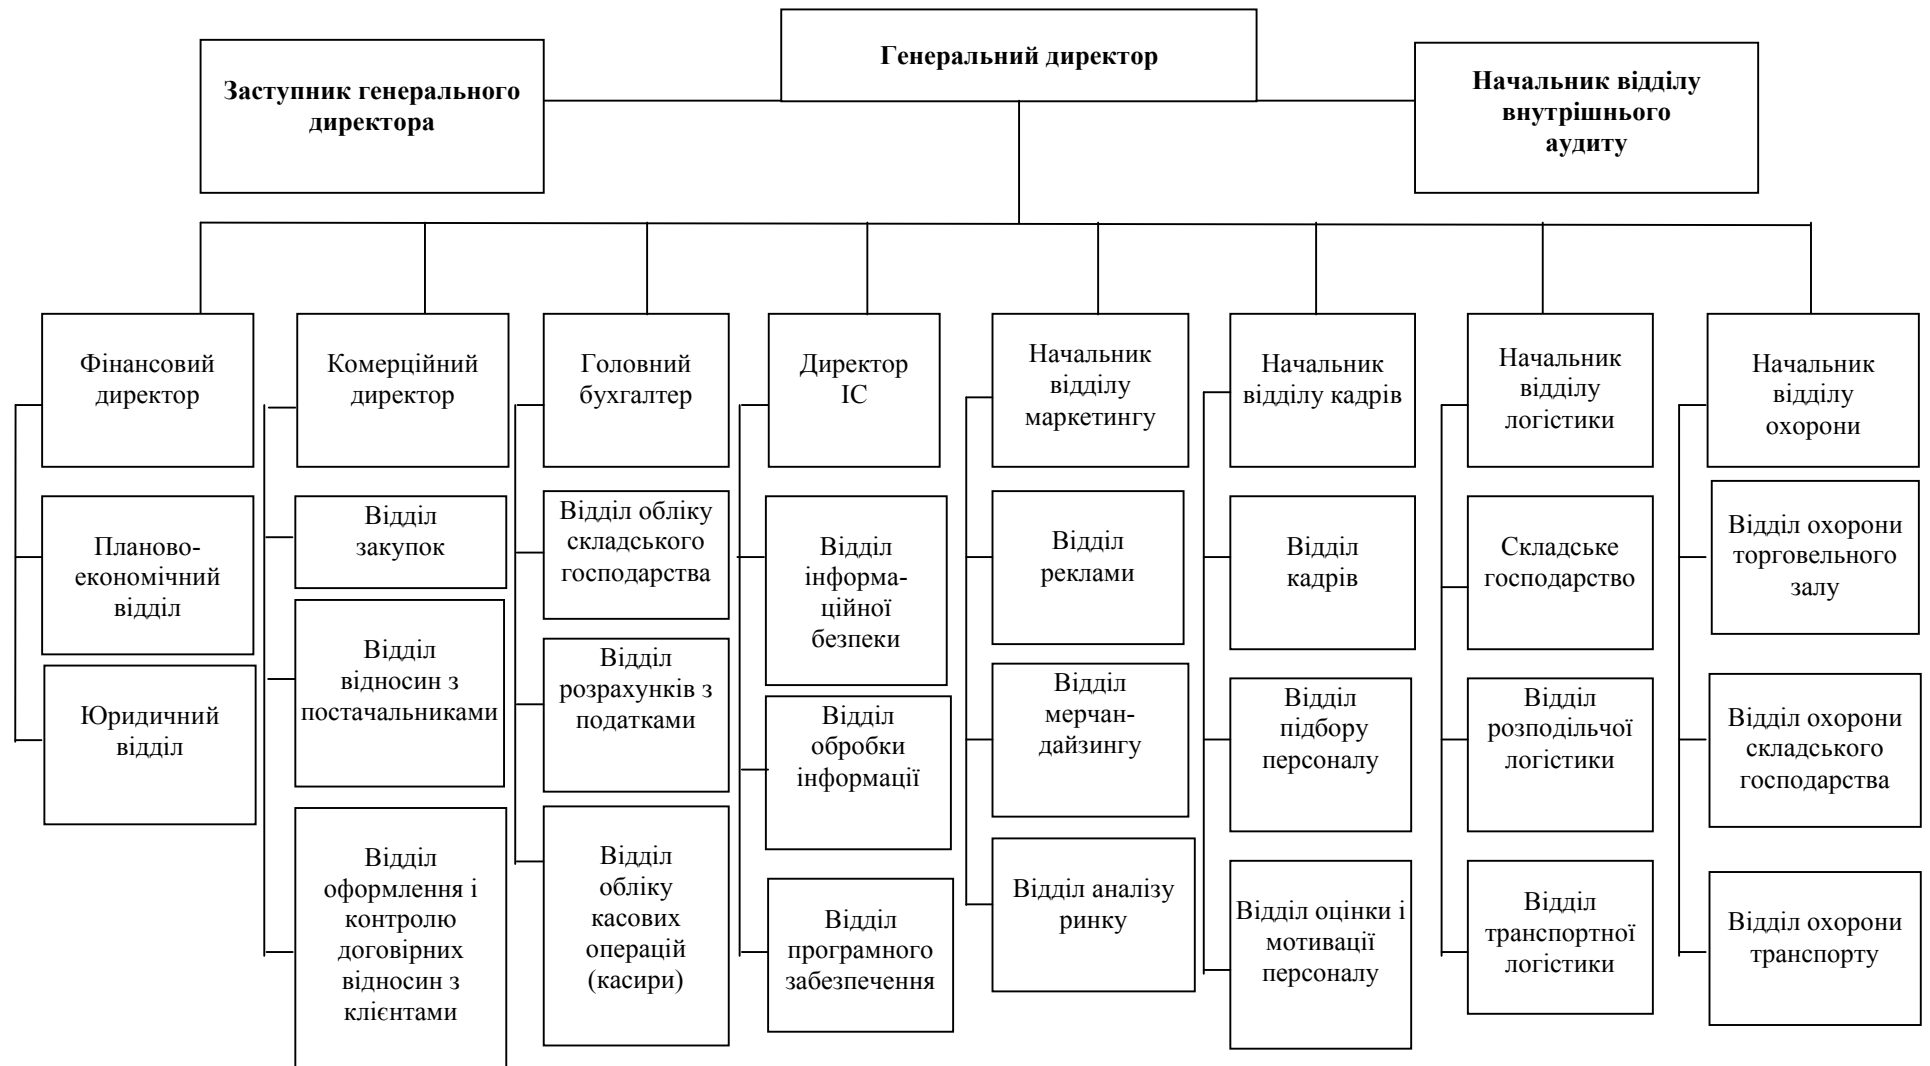 Генеральний директор
Заступник генерального
директора
Начальник відділу
внутрішнього
аудиту
Фінансовий
директор
Комерційний
директор
Головний
бухгалтер
Директор
ІС
Начальник
відділу
маркетингу
Начальник
відділу кадрів
Начальник
відділу
логістики
Начальник
відділу
охорони
Планово-
економічний
відділ
Юридичний
відділ
Відділ
закупок
Відділ
відносин з
постачальниками
Відділ
оформлення і
контролю
договірних
відносин з
клієнтами
Відділ обліку
складського
господарства
Відділ
розрахунків з
податками
Відділ
обліку
касових
операцій
(касири)
Відділ
інформа-
ційної
безпеки
Відділ
обробки
інформації
Відділ
програмного
забезпечення
Відділ
реклами
Відділ
мерчан-
дайзингу
Відділ аналізу
ринку
Відділ
кадрів
Відділ
підбору
персоналу
Відділ оцінки і
мотивації
персоналу
Складське
господарство
Відділ
розподільчої
логістики
Відділ
транспортної
логістики
Відділ охорони
торговельного
залу
Відділ охорони
складського
господарства
Відділ охорони
транспорту